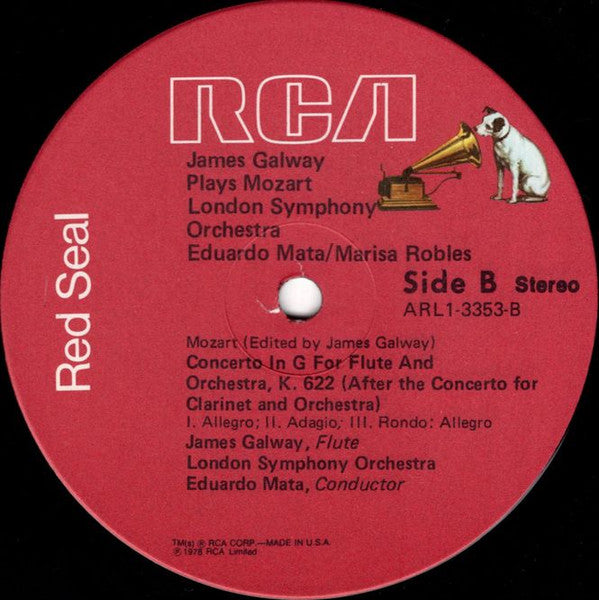 RCA
James Galway
Plays Mozart
London Symphony
Orchestra
Eduardo Mata/Marisa Robles
Red Seal
Side B Stereo
ARL1-3353-B
Mozart (Edited by James Galway)
Concerto In G For Flute And
Orchestra, K. 622 (After the Concerto for
Clarinet and Orchestra)
I. Allegro; II. Adagio; III. Rondo: Allegro
James Galway, Flute
London Symphony Orchestra
Eduardo Mata, Conductor
TM(s) ® RCA CORP.—MADE IN U.S.A.
℗ 1978 RCA Limited